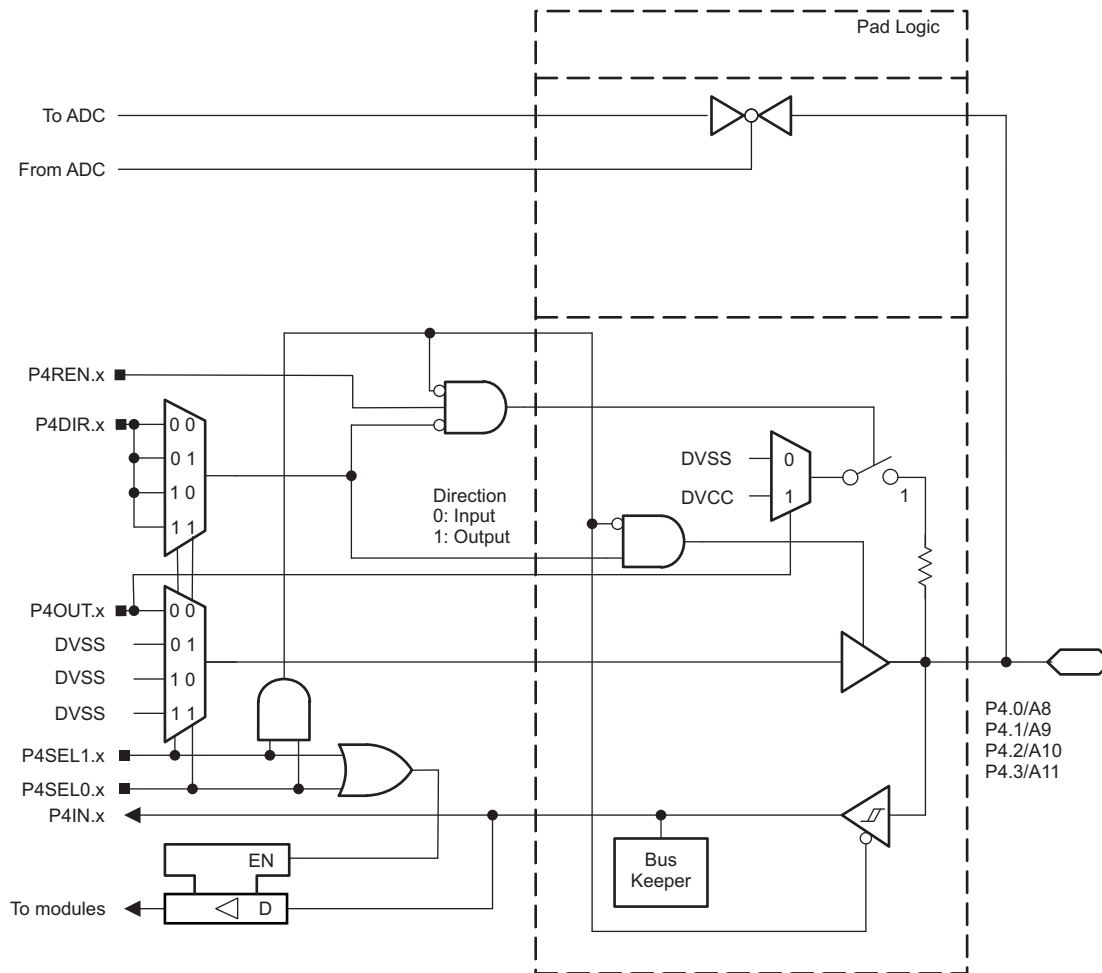 Pad Logic
To ADC
From ADC
P4REN.x
P4DIR.x
0 0
0 1
1 0
1 1
Direction
0: Input
1: Output
DVSS
0
DVCC
1
1
P4OUT.x
0 0
DVSS
0 1
DVSS
1 0
DVSS
1 1
P4.0/A8
P4.1/A9
P4.2/A10
P4.3/A11
P4SEL1.x
P4SEL0.x
P4IN.x
Bus
Keeper
EN
To modules
D